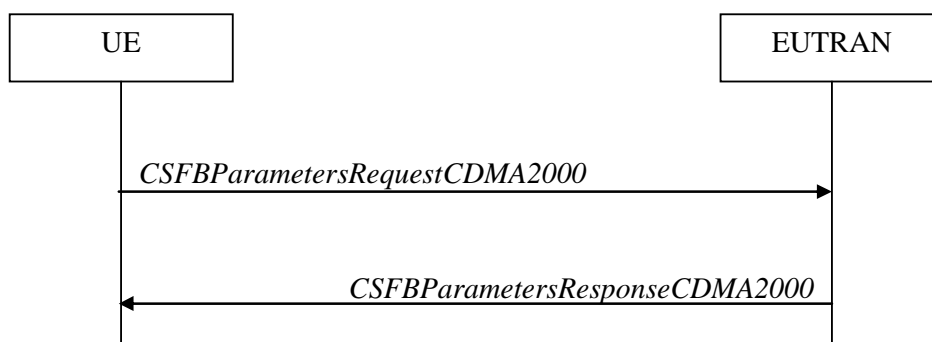 UE
EUTRAN
CSFBParametersRequestCDMA2000
CSFBParametersResponseCDMA2000